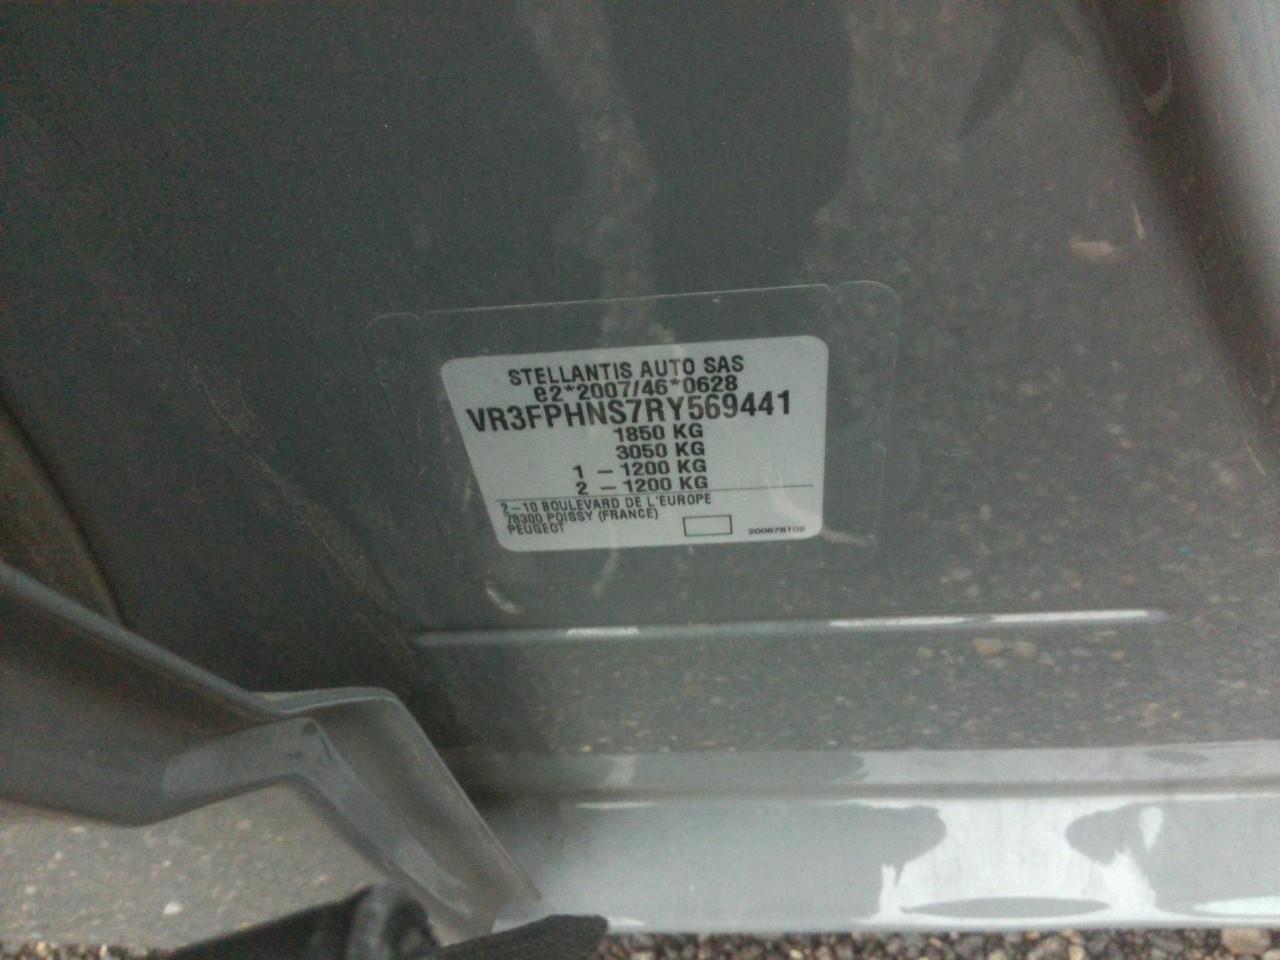 STELLANTIS AUTO SAS
e2*2007/46*0628
VR3FPHNS7RY569441
1850 KG
3050 KG
1 – 1200 KG
2 – 1200 KG
2-10 BOULEVARD DE L'EUROPE
78300 POISSY (FRANCE)
PEUGEOT
200678109